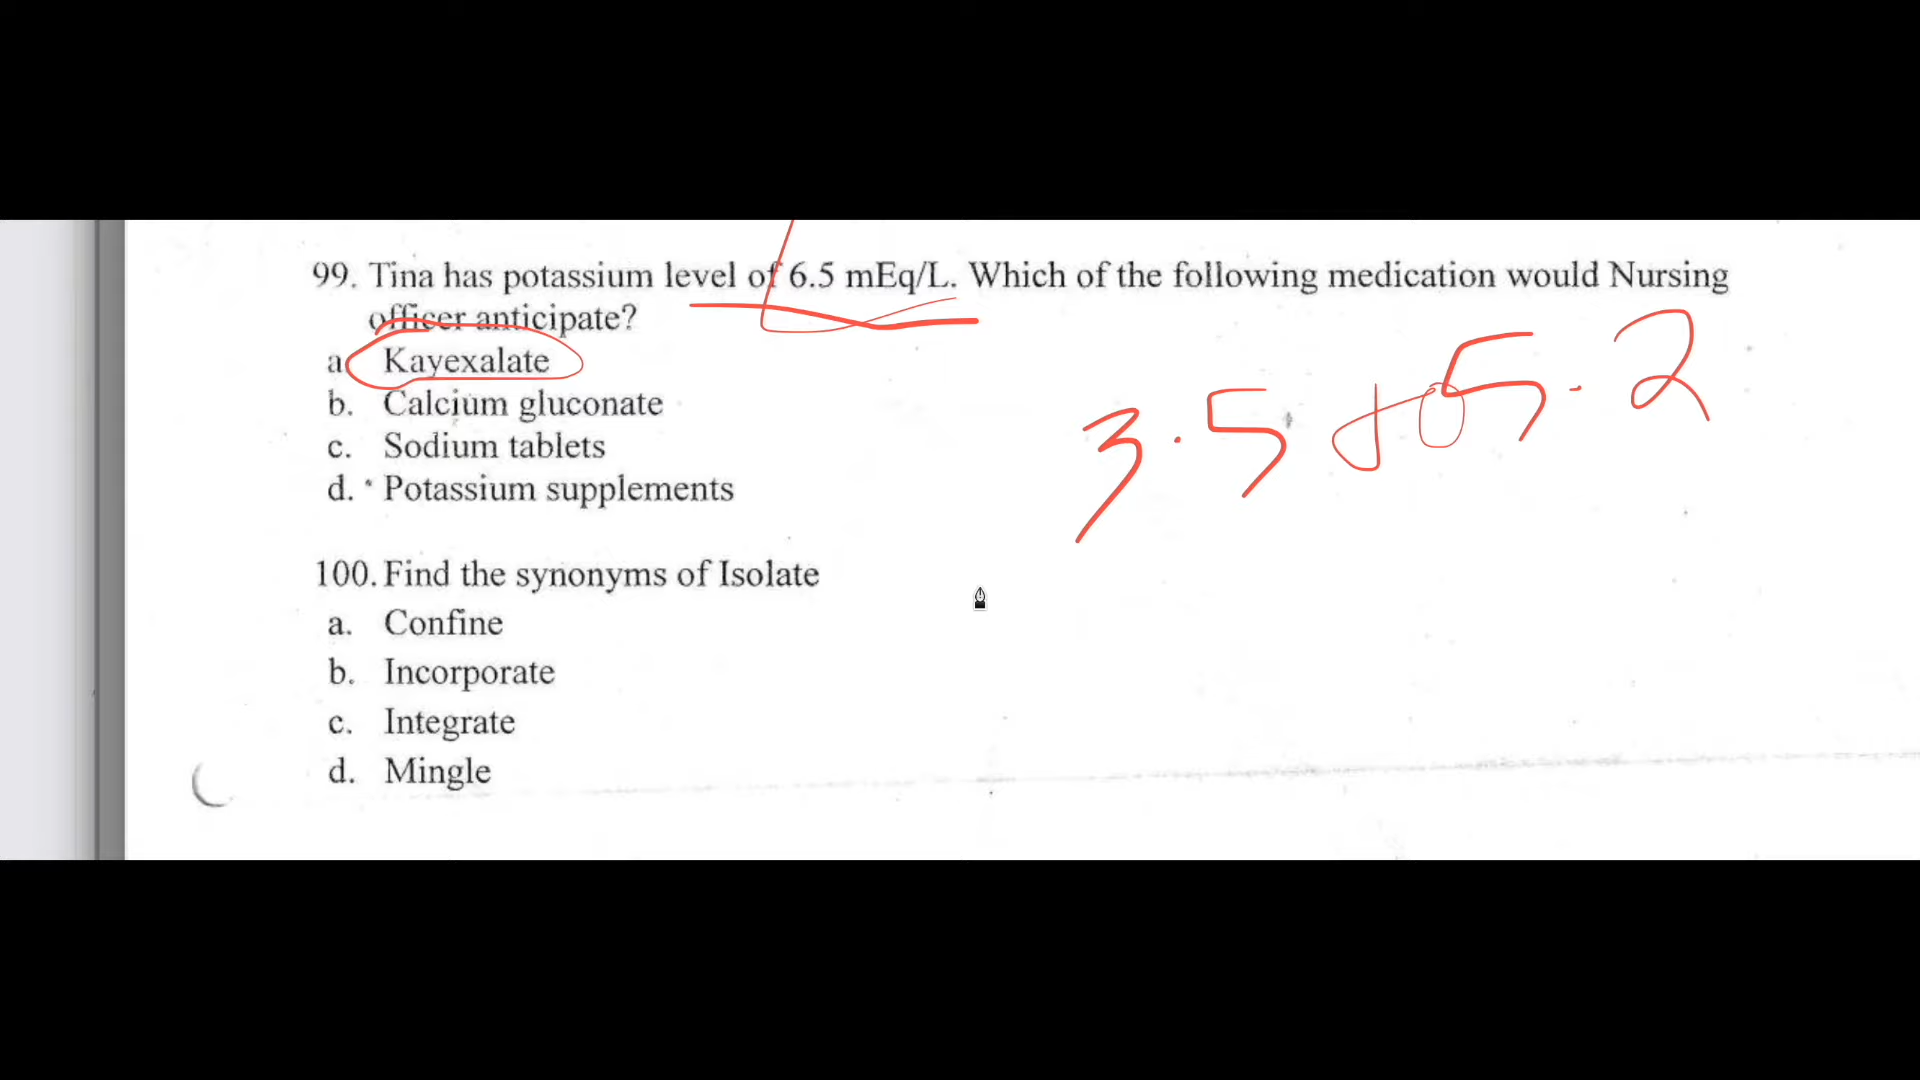 99. Tina has potassium level of 6.5 mEq/L. Which of the following medication would Nursing
officer anticipate?
a Kayexalate
b. Calcium gluconate
c. Sodium tablets
d. Potassium supplements
3.5 to 5.2
100. Find the synonyms of Isolate
a. Confine
b. Incorporate
c. Integrate
d. Mingle